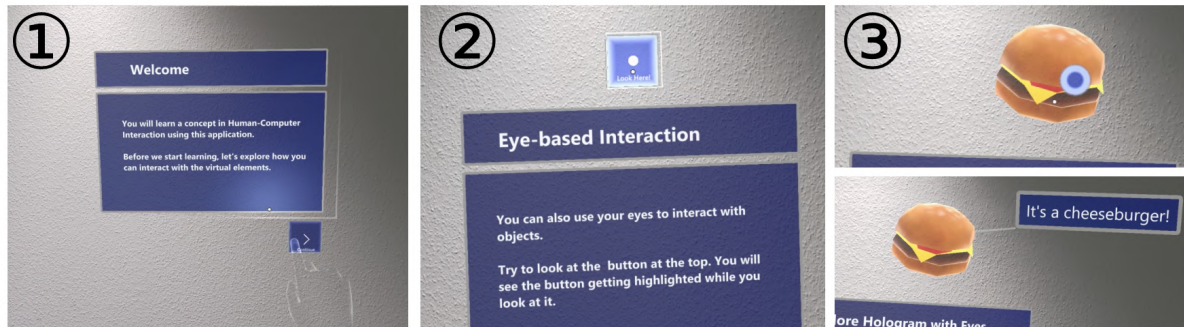 ①
Welcome
You will learn a concept in Human-Computer
Interaction using this application.
Before we start learning, let's explore how you
can interact with the virtual elements.
Continue
②
Look Here!
Eye-based Interaction
You can also use your eyes to interact with
objects.
Try to look at the button at the top. You will
see the button getting highlighted while you
look at it.
③
It's a cheeseburger!
Hologram with Eyes